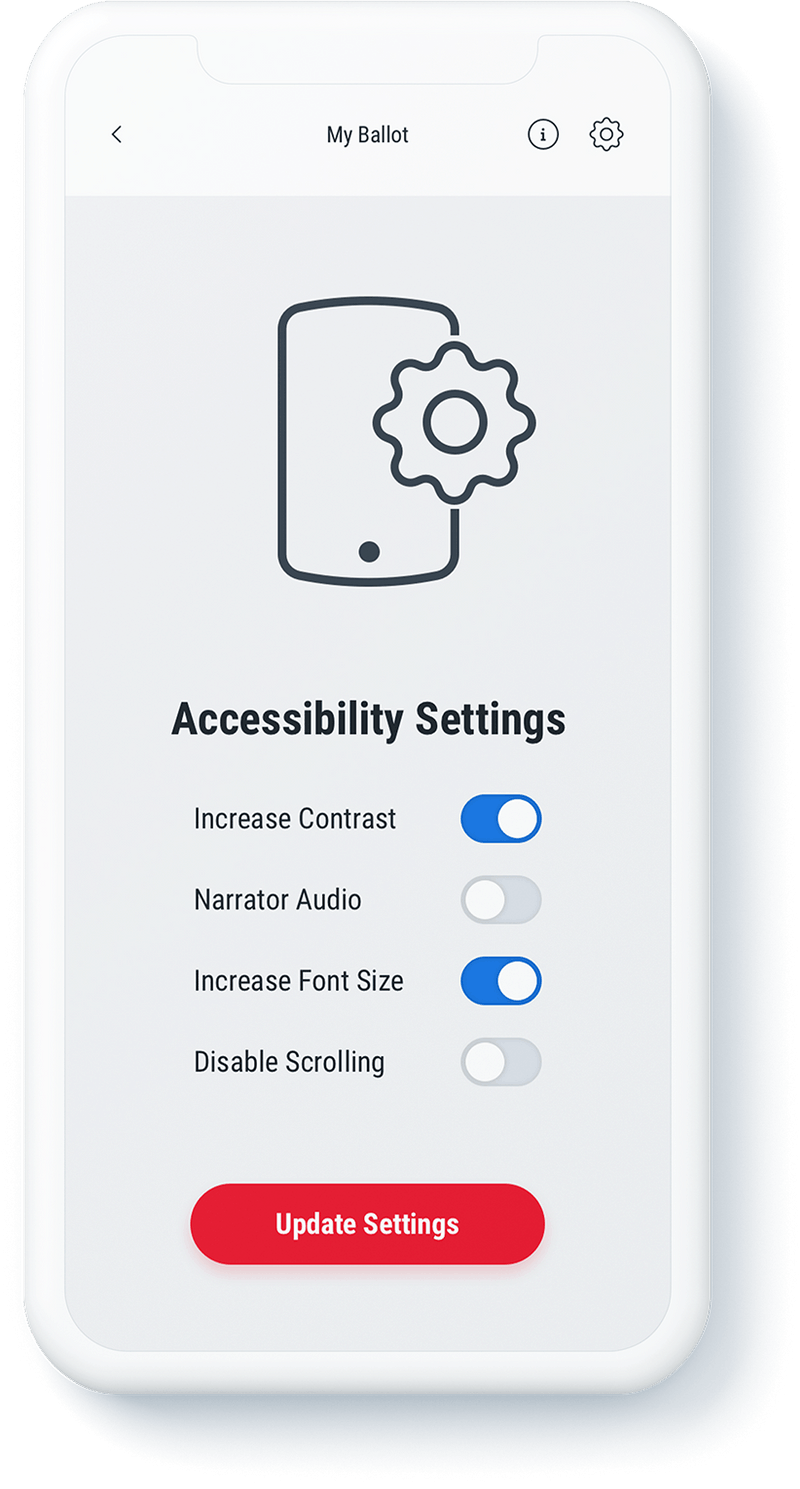 My Ballot
Accessibility Settings
Increase Contrast
Narrator Audio
Increase Font Size
Disable Scrolling
Update Settings